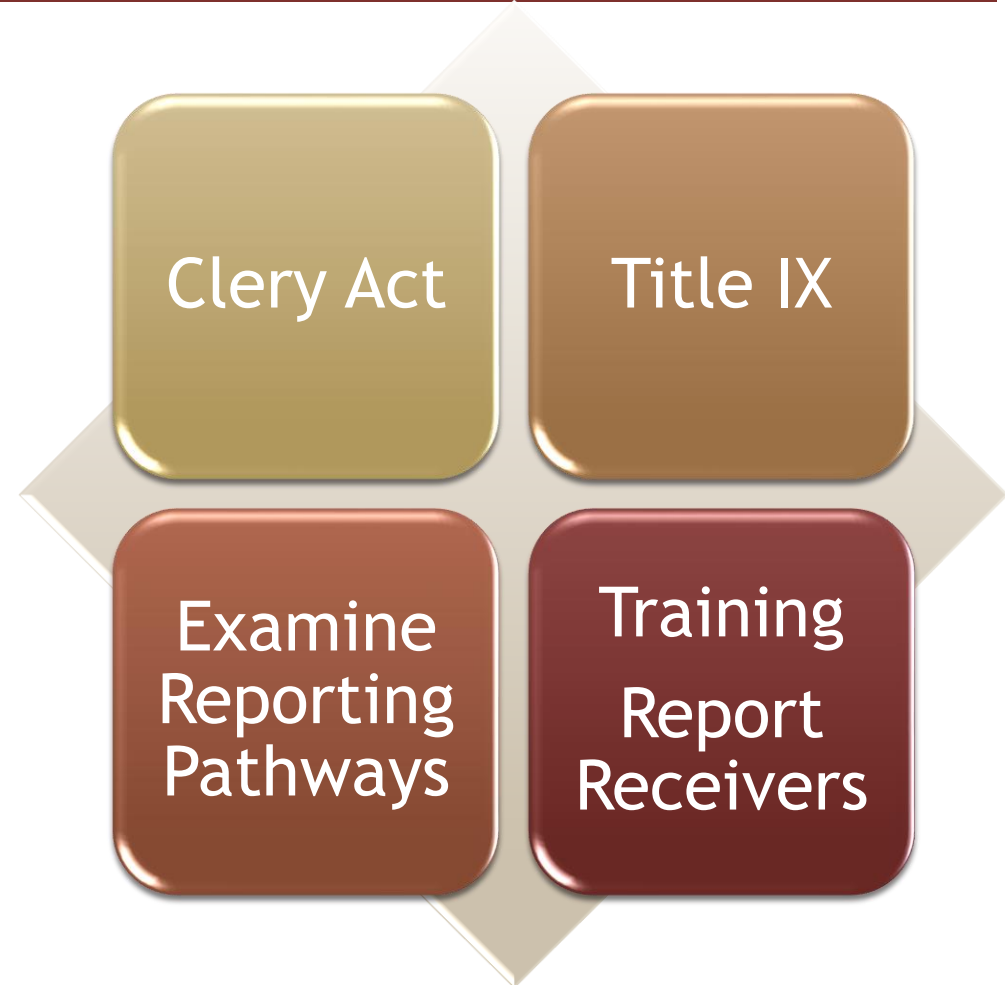 Clery Act
Title IX
Examine
Reporting
Pathways
Training
Report
Receivers